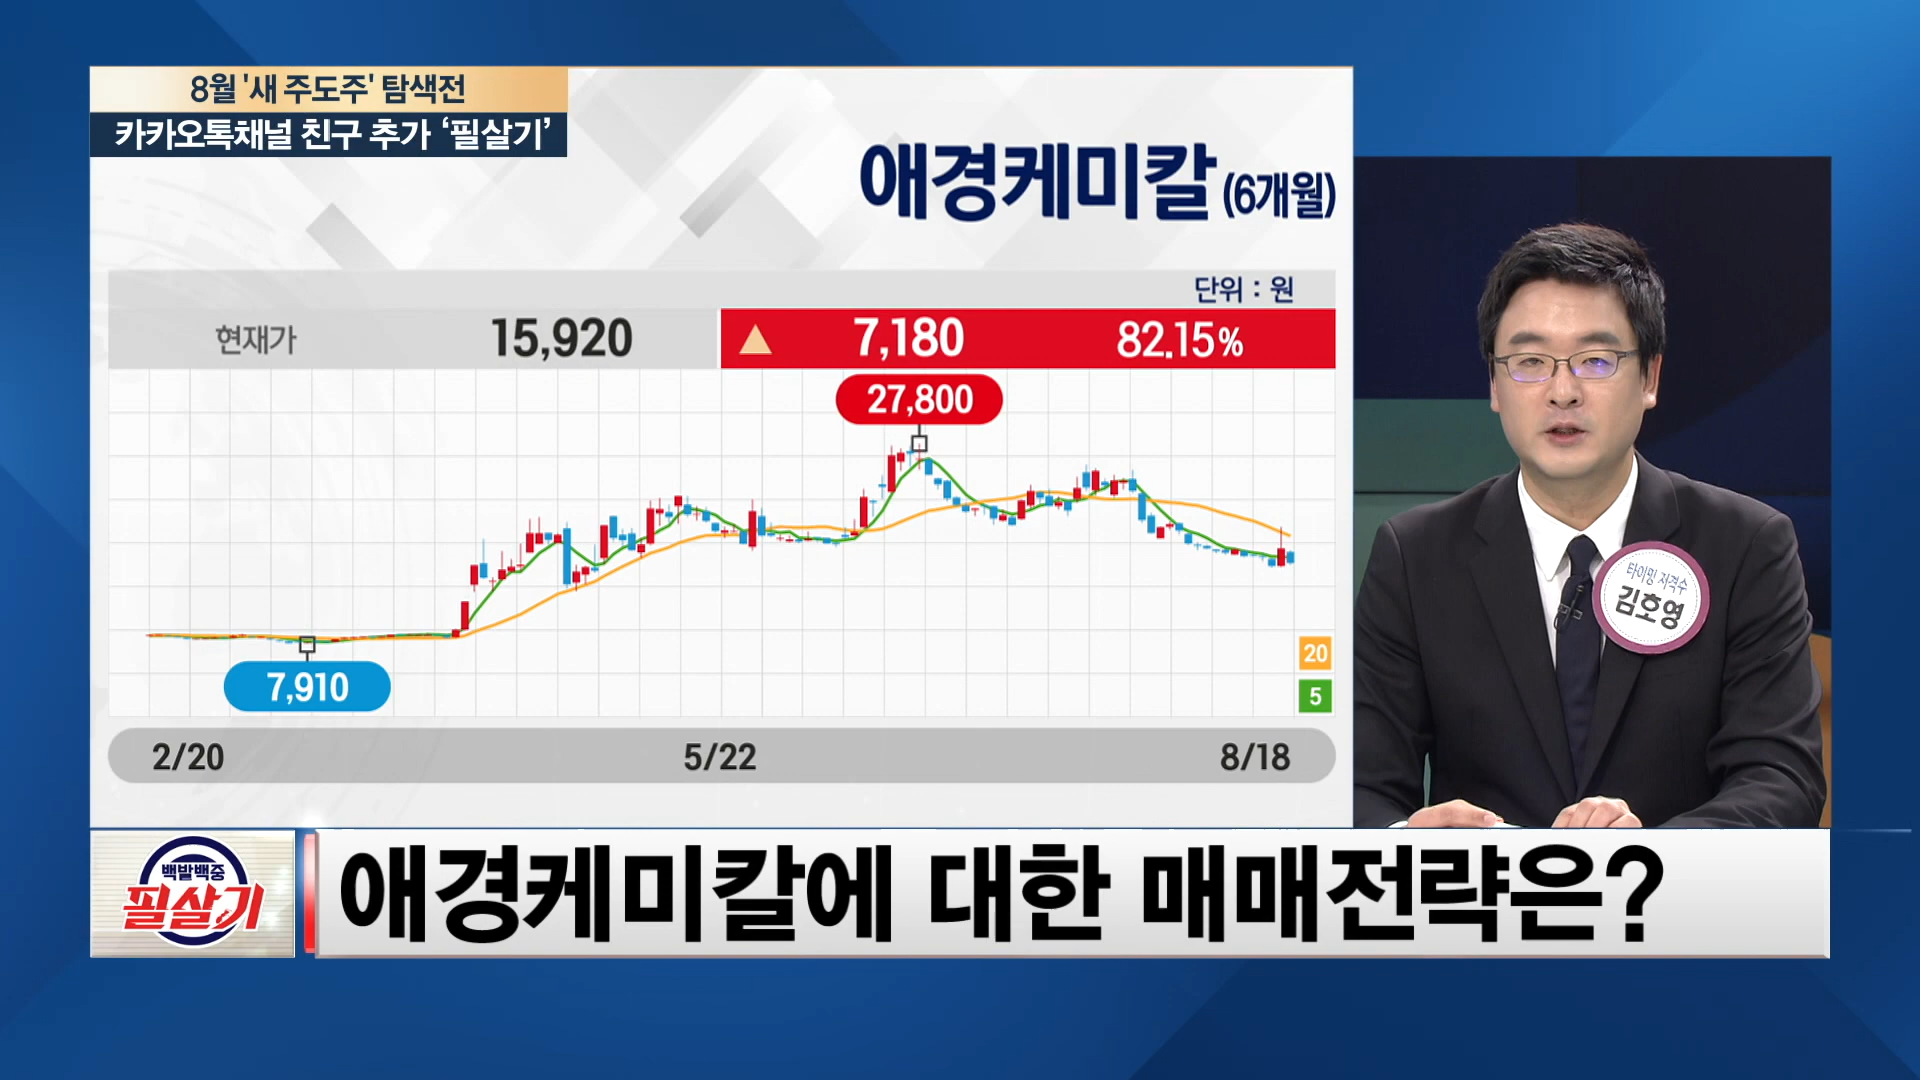 8월 '새 주도주' 탐색전
카카오톡채널 친구 추가 ‘필살기’
애경케미칼 (6개월)
단위 : 원
현재가 15,920 ▲ 7,180 82.15%
27,800
7,910
20
5
2/20 5/22 8/18
타이밍 저격수
김호영
백발백중
필살기
애경케미칼에 대한 매매전략은?